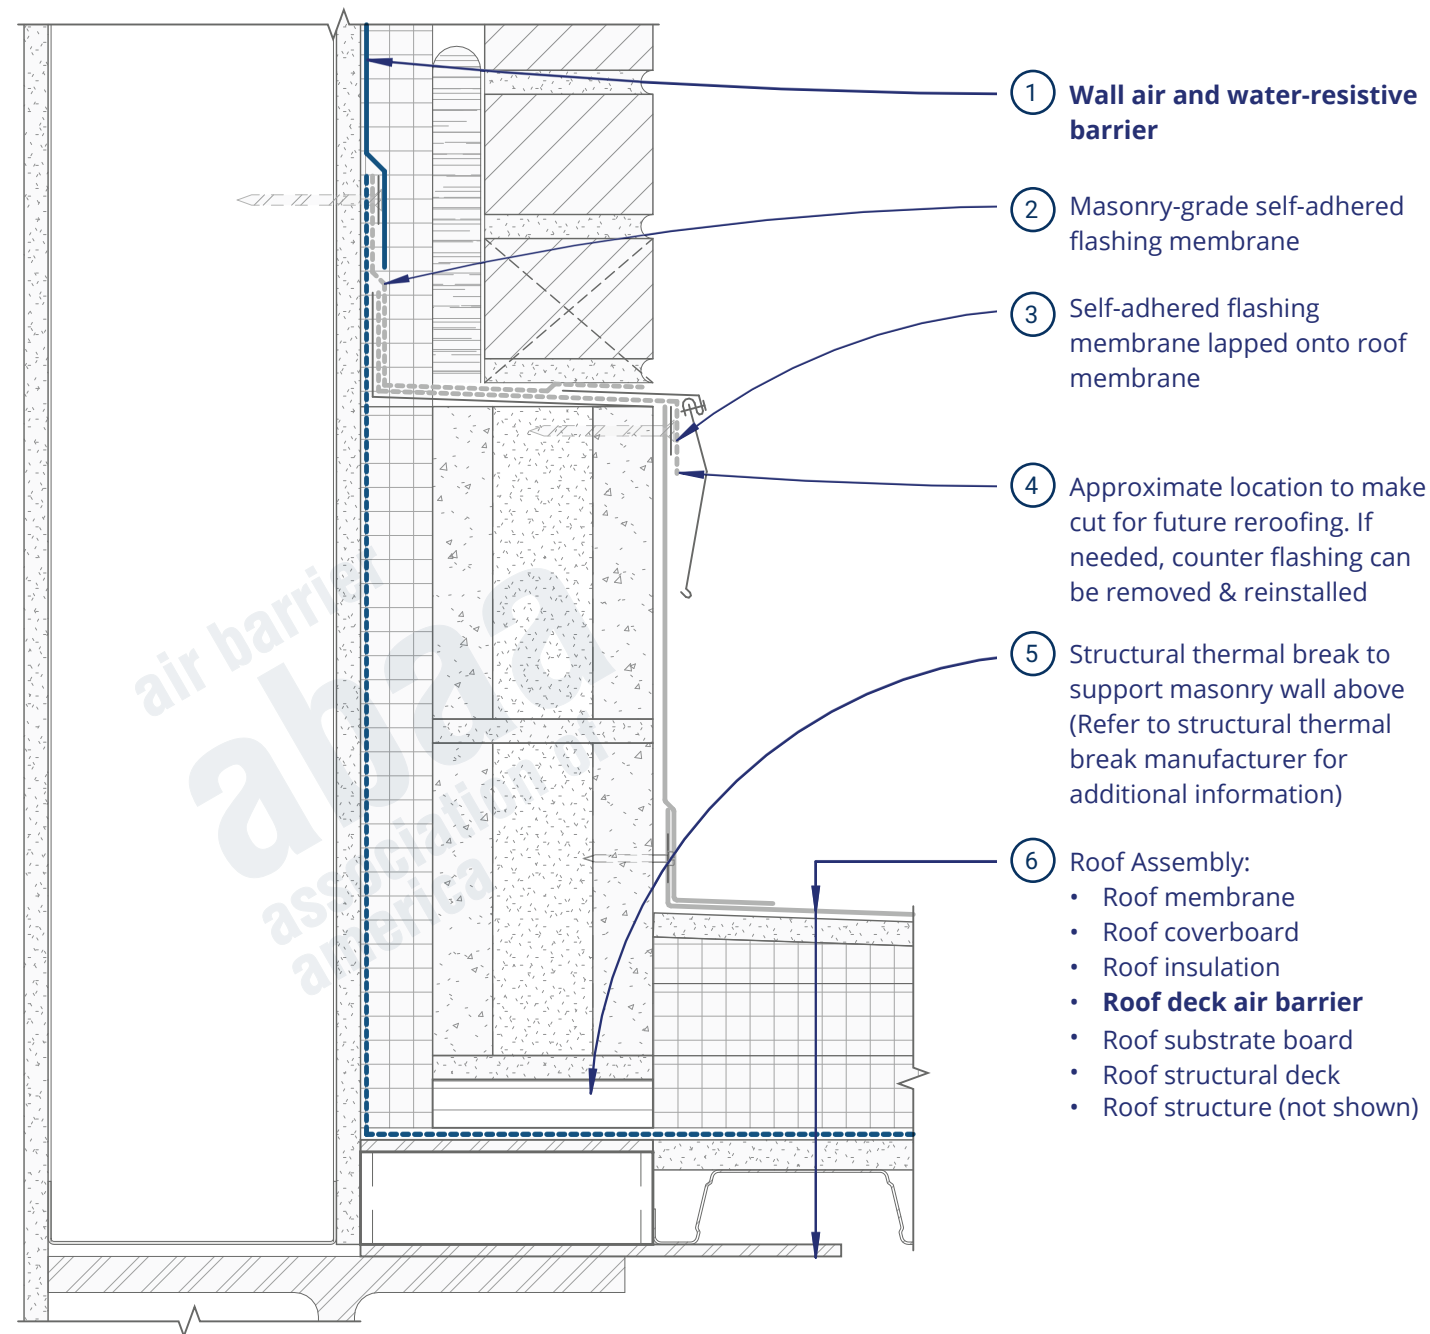 1 Wall air and water-resistive
barrier
2 Masonry-grade self-adhered
flashing membrane
3 Self-adhered flashing
membrane lapped onto roof
membrane
4 Approximate location to make
cut for future reroofing. If
needed, counter flashing can
be removed & reinstalled
5 Structural thermal break to
support masonry wall above
(Refer to structural thermal
break manufacturer for
additional information)
6 Roof Assembly:
• Roof membrane
• Roof coverboard
• Roof insulation
• Roof deck air barrier
• Roof substrate board
• Roof structural deck
• Roof structure (not shown)
air barrier
abaa
association of
america